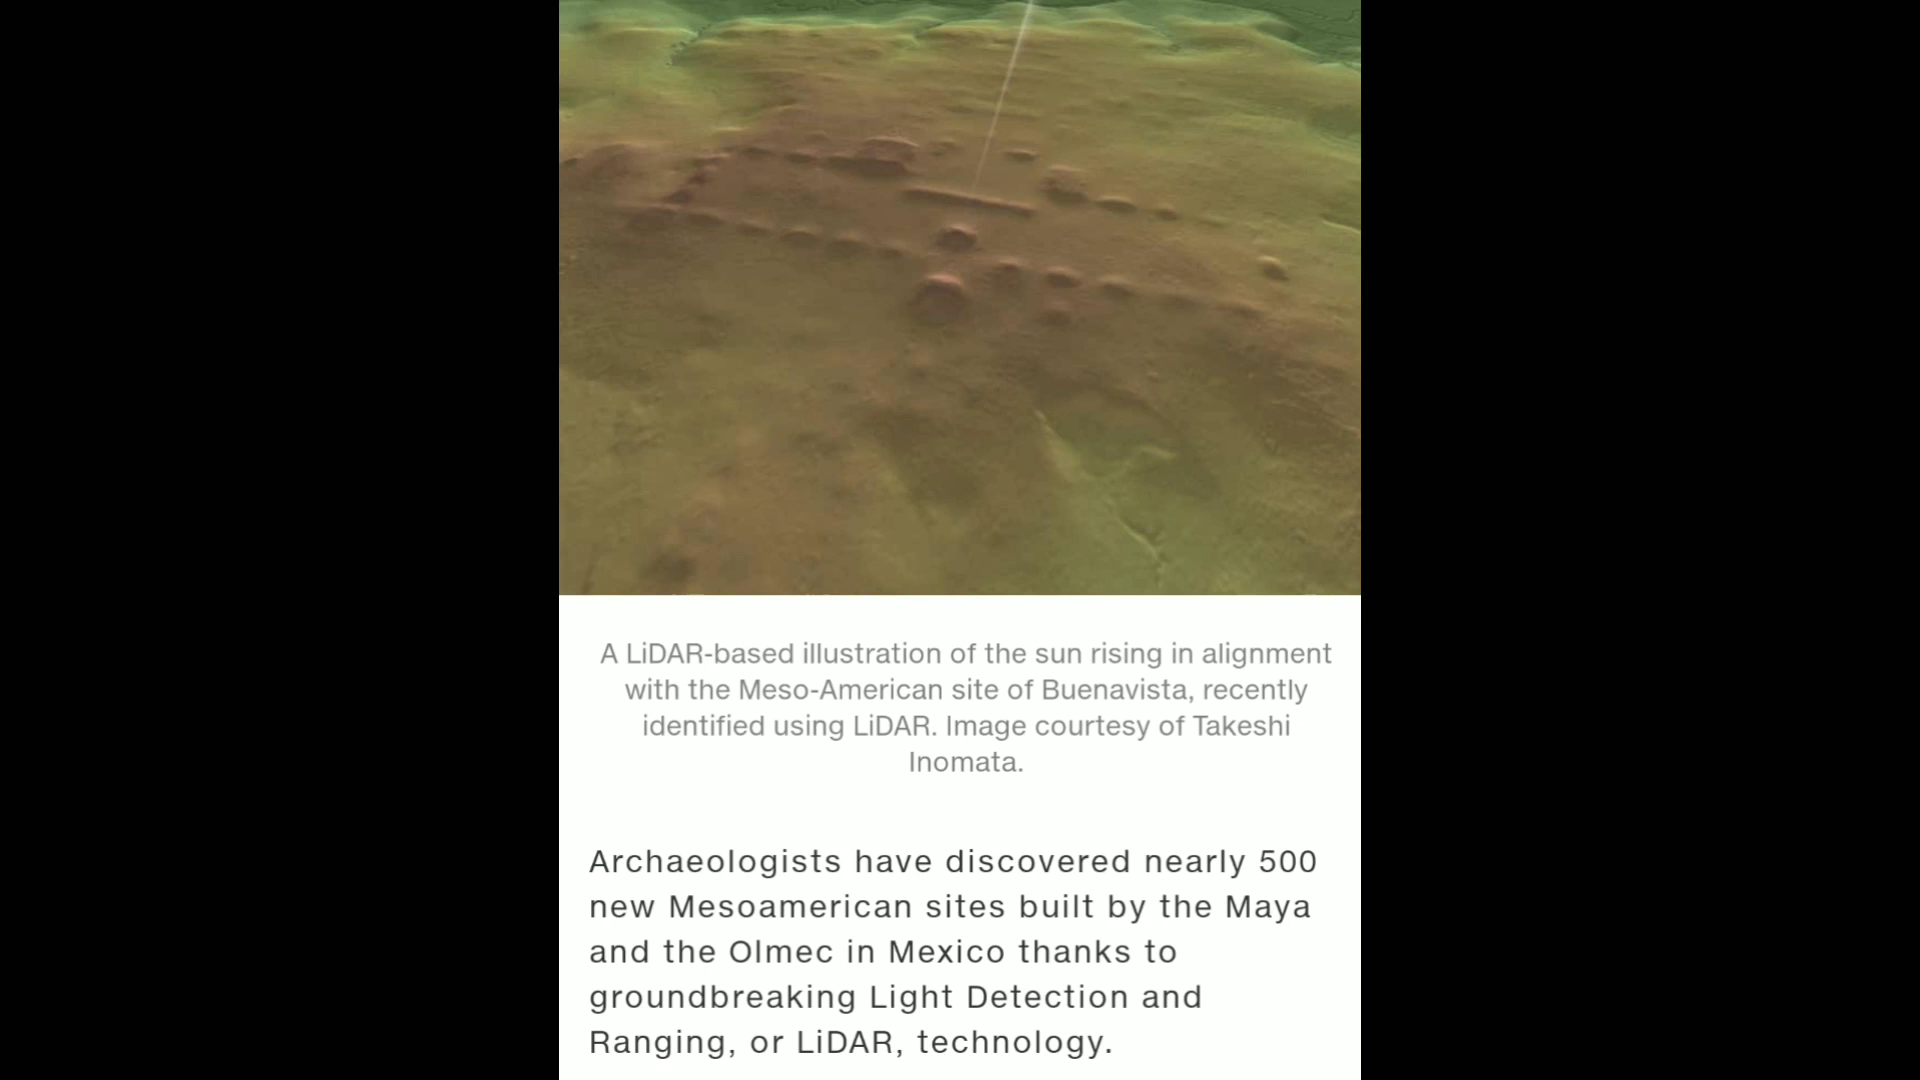 A LiDAR-based illustration of the sun rising in alignment
with the Meso-American site of Buenavista, recently
identified using LiDAR. Image courtesy of Takeshi
Inomata.
Archaeologists have discovered nearly 500
new Mesoamerican sites built by the Maya
and the Olmec in Mexico thanks to
groundbreaking Light Detection and
Ranging, or LiDAR, technology.